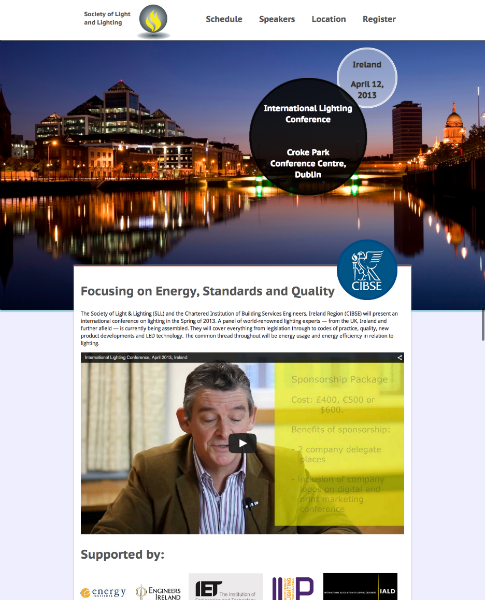 Society of Light
and Lighting
Schedule
Speakers
Location
Register
Ireland
April 12,
2013
International Lighting
Conference
Croke Park
Conference Centre,
Dublin
CIBSE
Focusing on Energy, Standards and Quality
The Society of Light & Lighting (SLL) and the Chartered Institution of Building Services Engineers, Ireland Region (CIBSE) will present an
international conference on lighting in the Spring of 2013. A panel of world-renowned lighting experts — from the UK, Ireland and
further afield — is currently being assembled. They will cover everything from legislation through to codes of practice, quality, new
product developments and LED technology. The common thread throughout will be energy usage and energy efficiency in relation to
lighting.
International Lighting Conference, April 2013, Ireland
Sponsorship Package
Cost: £400, €500 or
$600.
Benefits of sponsorship:
- 2 company delegate
places
- Inclusion of company
logos on digital and
print marketing
conference
Supported by:
energy
ENGINEERS
IRELAND
IET
The Institution of
IALD